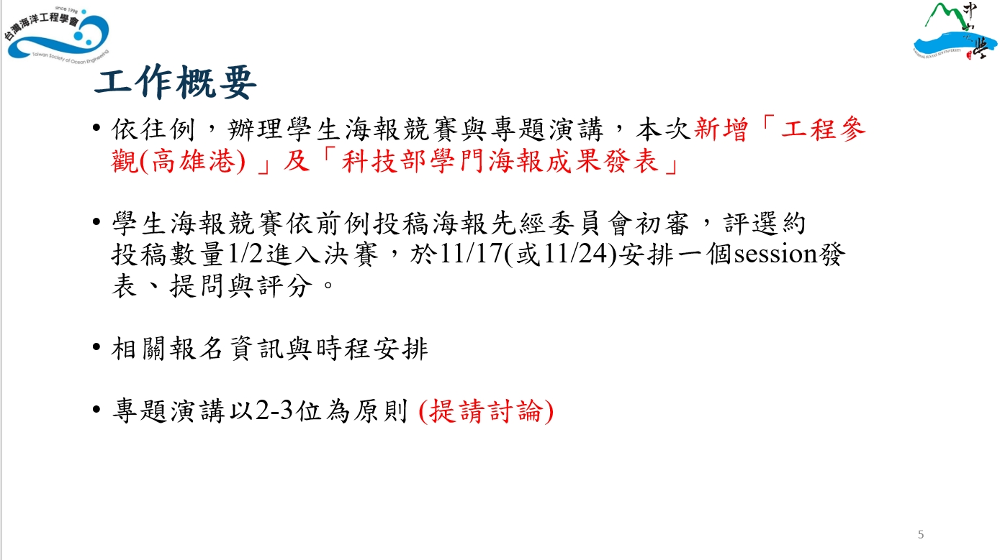 since 1998
台灣海洋工程學會
Taiwan Society of Ocean Engineering
中山大學
NATIONAL SUN YAT-SEN UNIVERSITY
工作概要
• 依往例，辦理學生海報競賽與專題演講，本次新增「工程參
觀(高雄港) 」及「科技部學門海報成果發表」
• 學生海報競賽依前例投稿海報先經委員會初審，評選約
投稿數量1/2進入決賽，於11/17(或11/24)安排一個session發
表、提問與評分。
• 相關報名資訊與時程安排
• 專題演講以2-3位為原則 (提請討論)
5